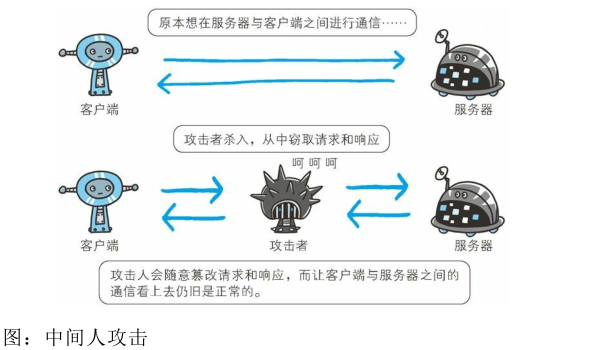 原本想在服务器与客户端之间进行通信……
客户端
服务器
攻击者杀入，从中窃取请求和响应
呵呵呵
客户端
攻击者
服务器
攻击人会随意篡改请求和响应，而让客户端与服务器之间的
通信看上去仍旧是正常的。
图：中间人攻击